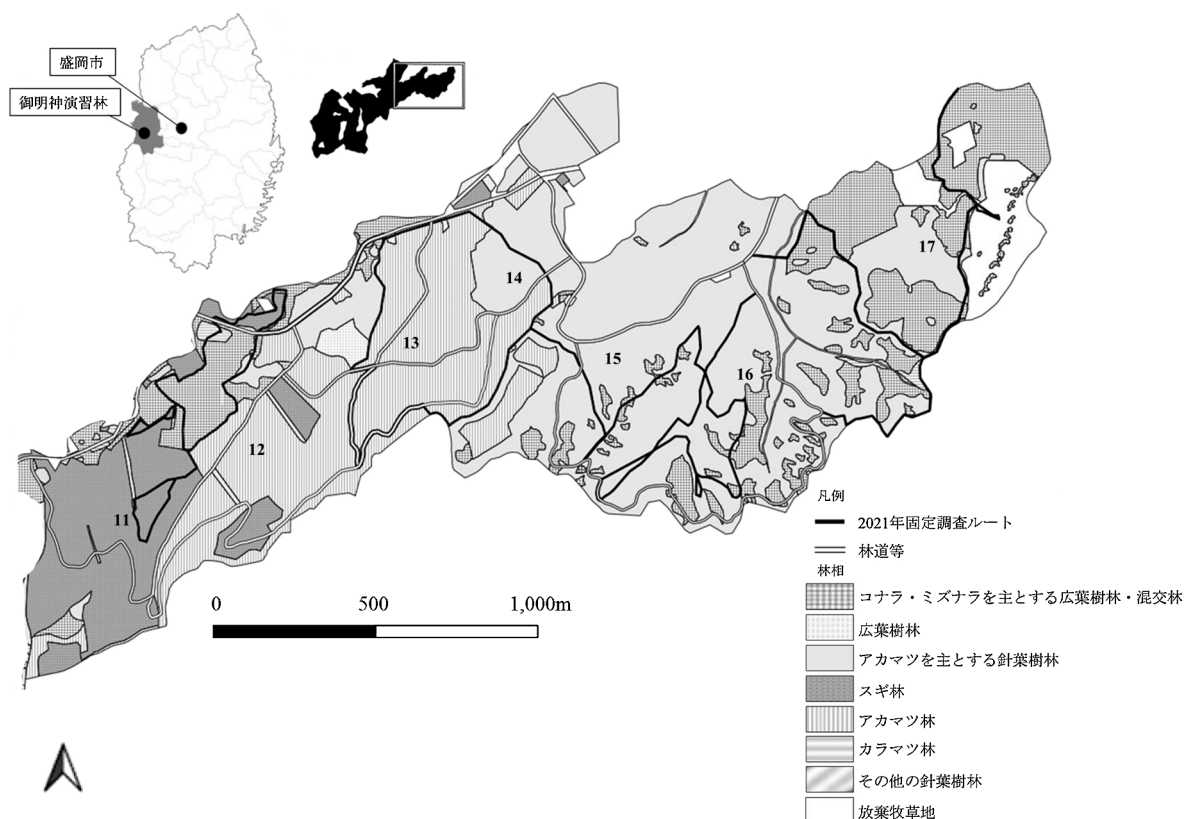 盛岡市
御明神演習林
17
14
13
15
16
12
11
0 500 1,000m
凡例
2021年固定調査ルート
林道等
林相
コナラ・ミズナラを主とする広葉樹林・混交林
広葉樹林
アカマツを主とする針葉樹林
スギ林
アカマツ林
カラマツ林
その他の針葉樹林
放棄牧草地